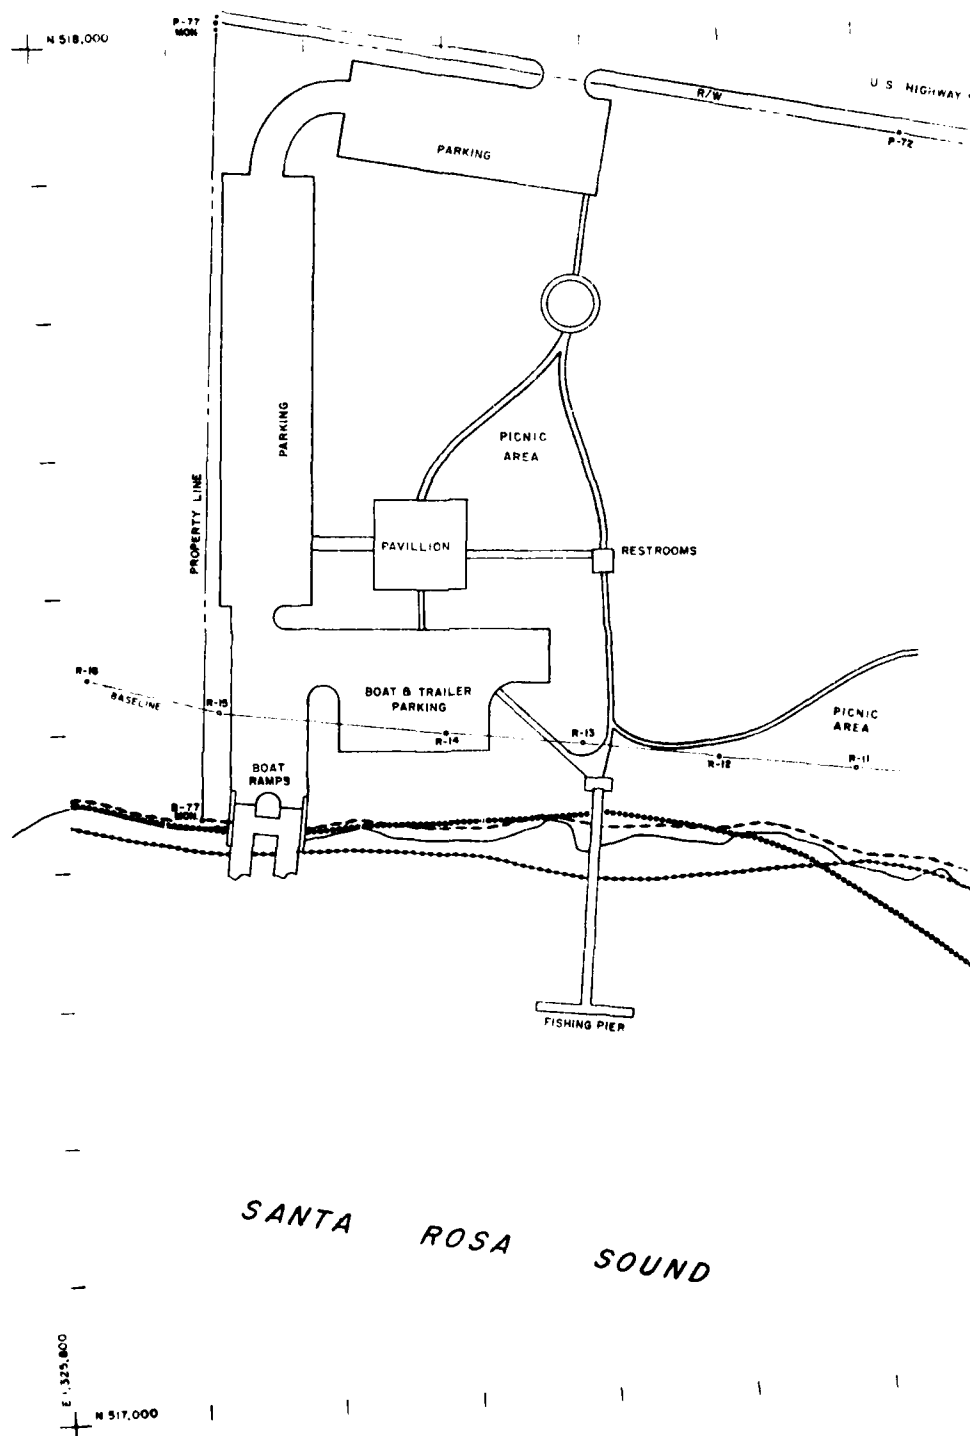 P-77
MON.
N 518,000
U.S. HIGHWAY
R/W
P-72
PARKING
PARKING
PICNIC
AREA
PROPERTY LINE
PAVILLION
RESTROOMS
R-16
BASELINE
R-15
BOAT & TRAILER
PARKING
R-14
R-13
R-12
PICNIC
AREA
R-11
BOAT
RAMPS
B-77
MON.
FISHING PIER
SANTA ROSA SOUND
E 1,325,800
N 517,000